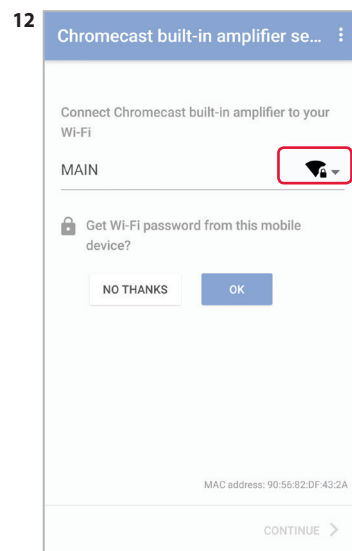 12
Chromecast built-in amplifier se...
Connect Chromecast built-in amplifier to your
Wi-Fi
MAIN
Get Wi-Fi password from this mobile
device?
NO THANKS
OK
MAC address: 90:56:82:DF:43:2A
CONTINUE